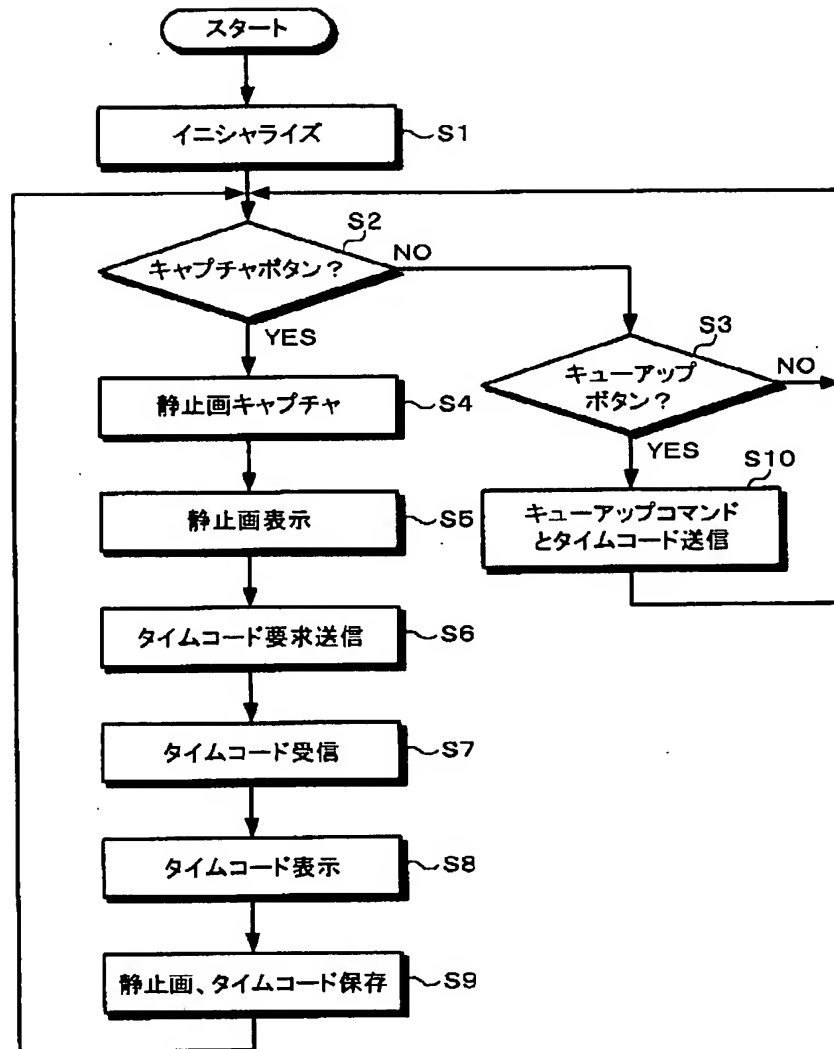 スタート
イニシャライズ
S1
S2
キャプチャボタン?
NO
YES
S3
キューアップ
ボタン?
NO
YES
静止画キャプチャ
S4
S10
キューアップコマンド
とタイムコード送信
静止画表示
S5
タイムコード要求送信
S6
タイムコード受信
S7
タイムコード表示
S8
静止画、タイムコード保存
S9